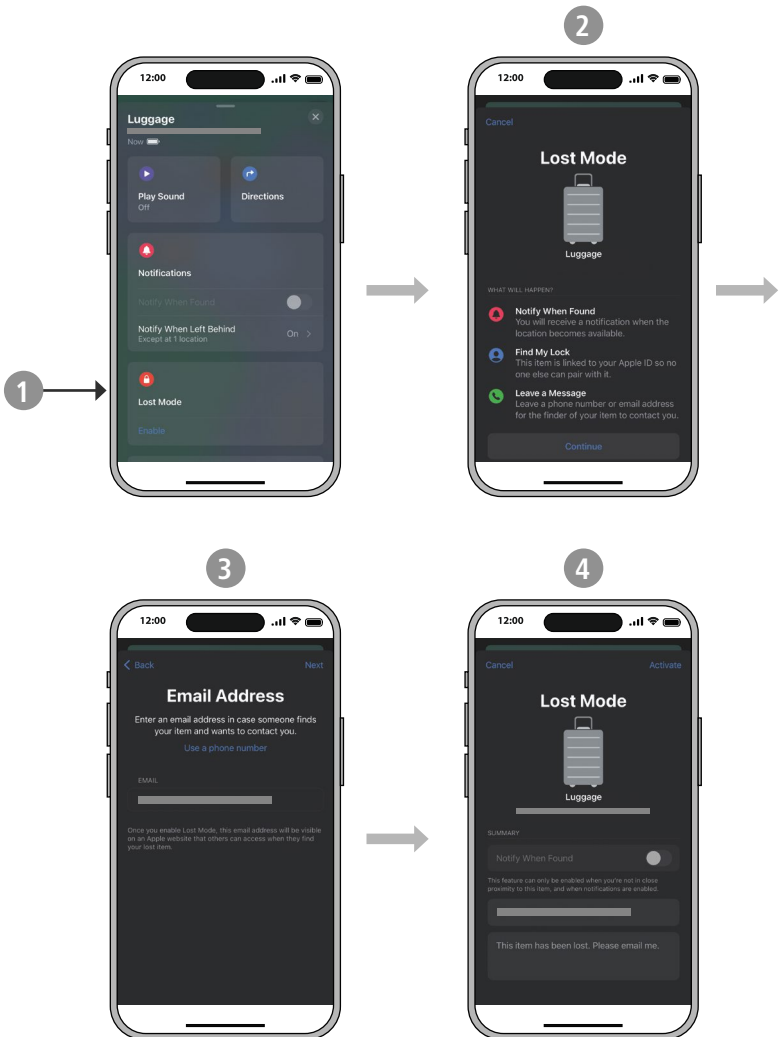 2
12:00
Luggage
Now
Play Sound
Off
Directions
Notifications
Notify When Found
Notify When Left Behind
Except at 1 location
On
1
Lost Mode
Enable
12:00
Cancel
Lost Mode
Luggage
WHAT WILL HAPPEN?
Notify When Found
You will receive a notification when the
location becomes available.
Find My Lock
This item is linked to your Apple ID so no
one else can pair with it.
Leave a Message
Leave a phone number or email address
for the finder of your item to contact you.
Continue
3
12:00
Back
Next
Email Address
Enter an email address in case someone finds
your item and wants to contact you.
Use a phone number
EMAIL
Once you enable Lost Mode, this email address will be visible
on an Apple website that others can access when they find
your lost item.
4
12:00
Cancel
Activate
Lost Mode
Luggage
SUMMARY
Notify When Found
This feature can only be enabled when you're not in close
proximity to this item, and when notifications are enabled.
This item has been lost. Please email me.